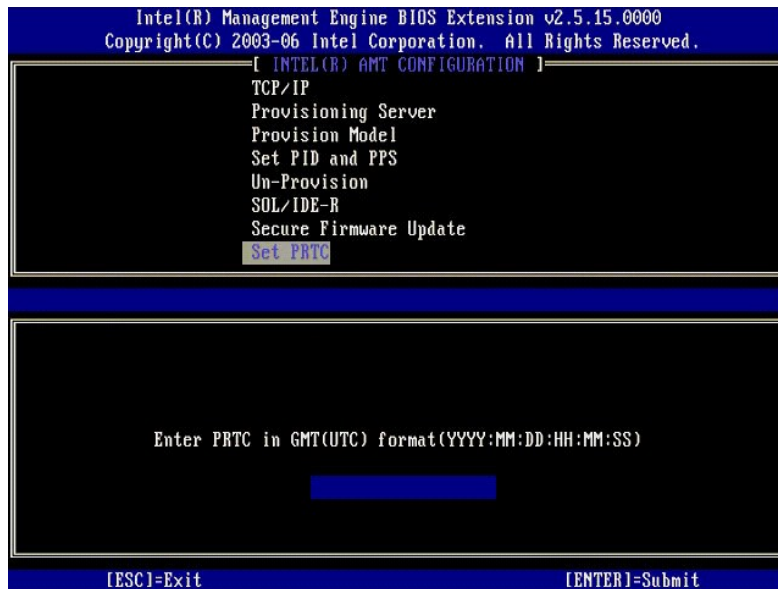 Intel(R) Management Engine BIOS Extension v2.5.15.0000
Copyright(C) 2003-06 Intel Corporation. All Rights Reserved.
[ INTEL(R) AMT CONFIGURATION ]
TCP/IP
Provisioning Server
Provision Model
Set PID and PPS
Un-Provision
SOL/IDE-R
Secure Firmware Update
Set PRTC
Enter PRTC in GMT(UTC) format(YYYY:MM:DD:HH:MM:SS)
[ESC]=Exit [ENTER]=Submit